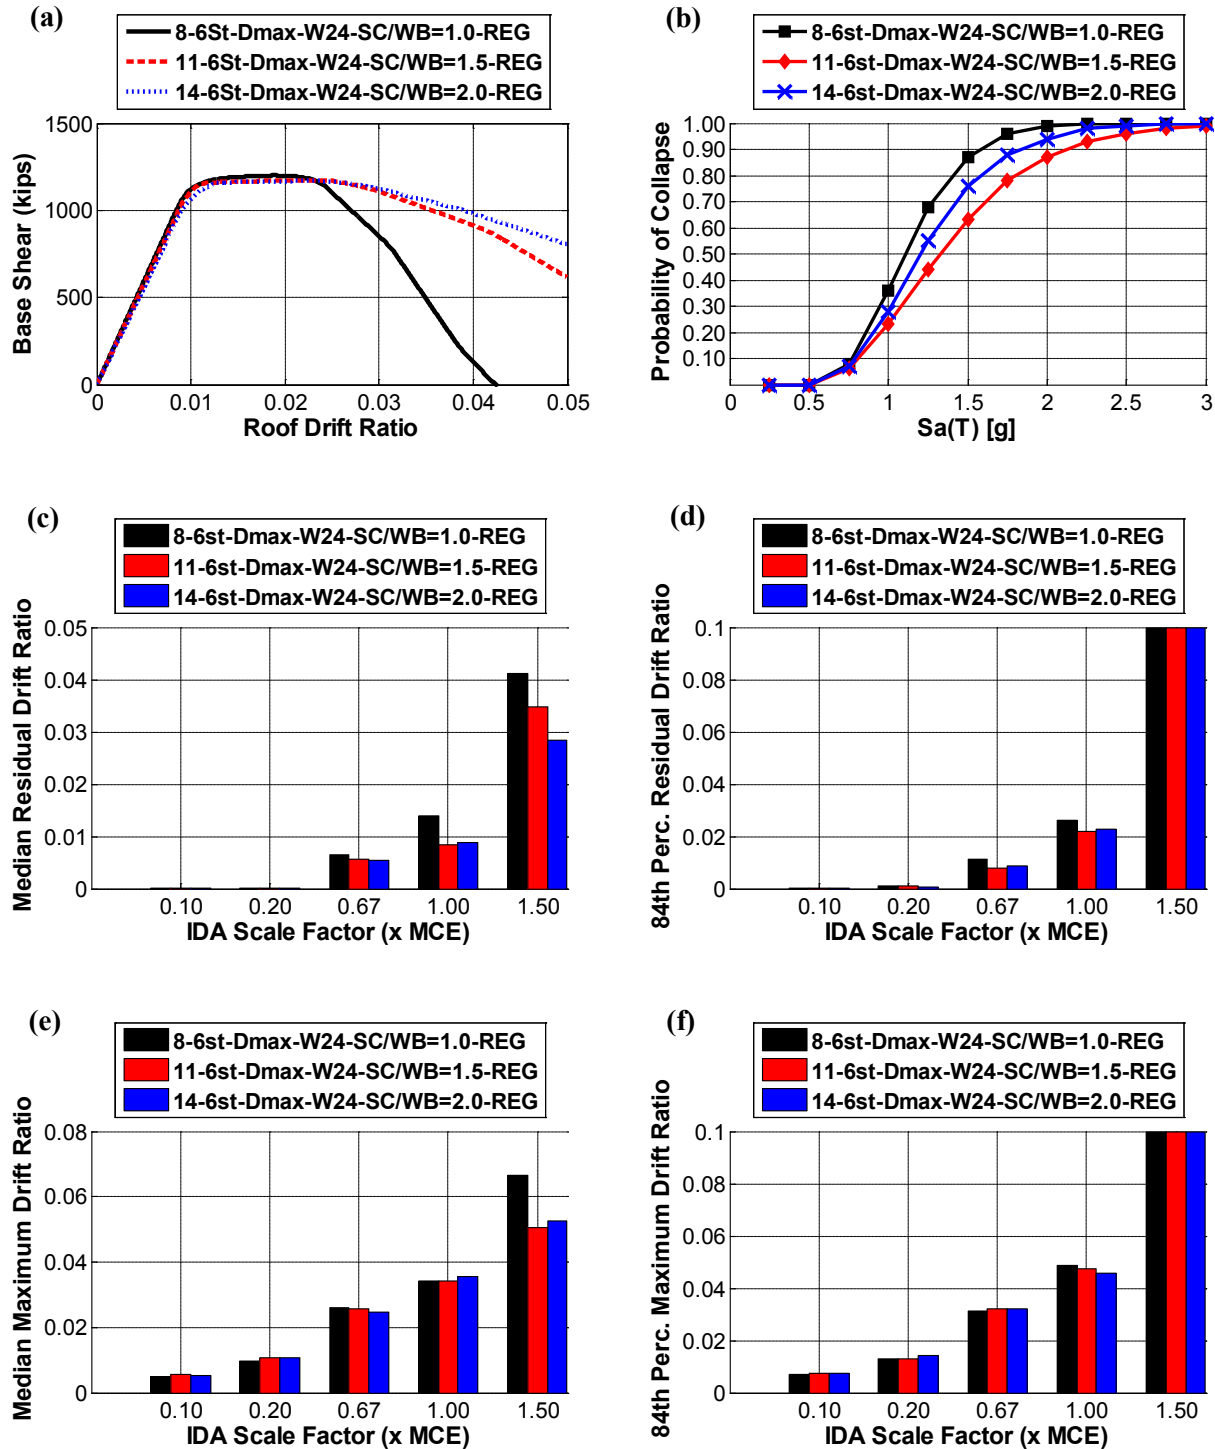 (a)
8-6St-Dmax-W24-SC/WB=1.0-REG
11-6St-Dmax-W24-SC/WB=1.5-REG
14-6St-Dmax-W24-SC/WB=2.0-REG
1500
1000
500
0
Base Shear (kips)
0 0.01 0.02 0.03 0.04 0.05
Roof Drift Ratio
(b)
8-6st-Dmax-W24-SC/WB=1.0-REG
11-6st-Dmax-W24-SC/WB=1.5-REG
14-6st-Dmax-W24-SC/WB=2.0-REG
1.00
0.90
0.80
0.70
0.60
0.50
0.40
0.30
0.20
0.10
Probability of Collapse
0 0.5 1 1.5 2 2.5 3
Sa(T) [g]
(c)
8-6st-Dmax-W24-SC/WB=1.0-REG
11-6st-Dmax-W24-SC/WB=1.5-REG
14-6st-Dmax-W24-SC/WB=2.0-REG
0.05
0.04
0.03
0.02
0.01
0
Median Residual Drift Ratio
0.10 0.20 0.67 1.00 1.50
IDA Scale Factor (x MCE)
(d)
8-6st-Dmax-W24-SC/WB=1.0-REG
11-6st-Dmax-W24-SC/WB=1.5-REG
14-6st-Dmax-W24-SC/WB=2.0-REG
0.1
0.08
0.06
0.04
0.02
0
84th Perc. Residual Drift Ratio
0.10 0.20 0.67 1.00 1.50
IDA Scale Factor (x MCE)
(e)
8-6st-Dmax-W24-SC/WB=1.0-REG
11-6st-Dmax-W24-SC/WB=1.5-REG
14-6st-Dmax-W24-SC/WB=2.0-REG
0.08
0.06
0.04
0.02
0
Median Maximum Drift Ratio
0.10 0.20 0.67 1.00 1.50
IDA Scale Factor (x MCE)
(f)
8-6st-Dmax-W24-SC/WB=1.0-REG
11-6st-Dmax-W24-SC/WB=1.5-REG
14-6st-Dmax-W24-SC/WB=2.0-REG
0.1
0.08
0.06
0.04
0.02
0
84th Perc. Maximum Drift Ratio
0.10 0.20 0.67 1.00 1.50
IDA Scale Factor (x MCE)